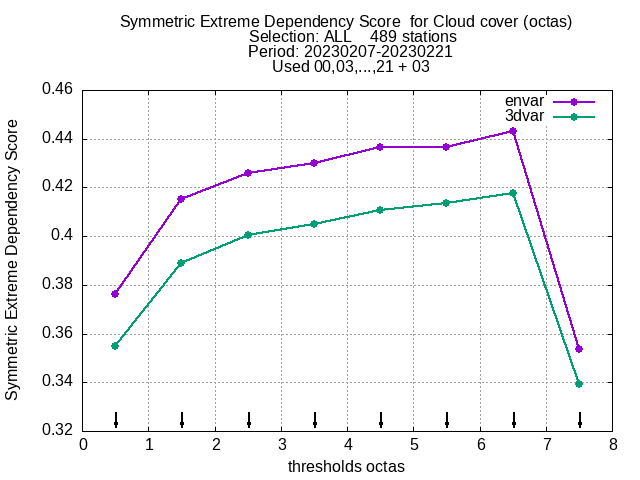 Symmetric Extreme Dependency Score  for Cloud cover (octas)
Selection: ALL    489 stations
Period: 20230207-20230221
Used 00,03,...,21 + 03
envar
3dvar
0.46
0.44
0.42
0.4
0.38
0.36
0.34
0.32
Symmetric Extreme Dependency Score
0 1 2 3 4 5 6 7 8
thresholds octas